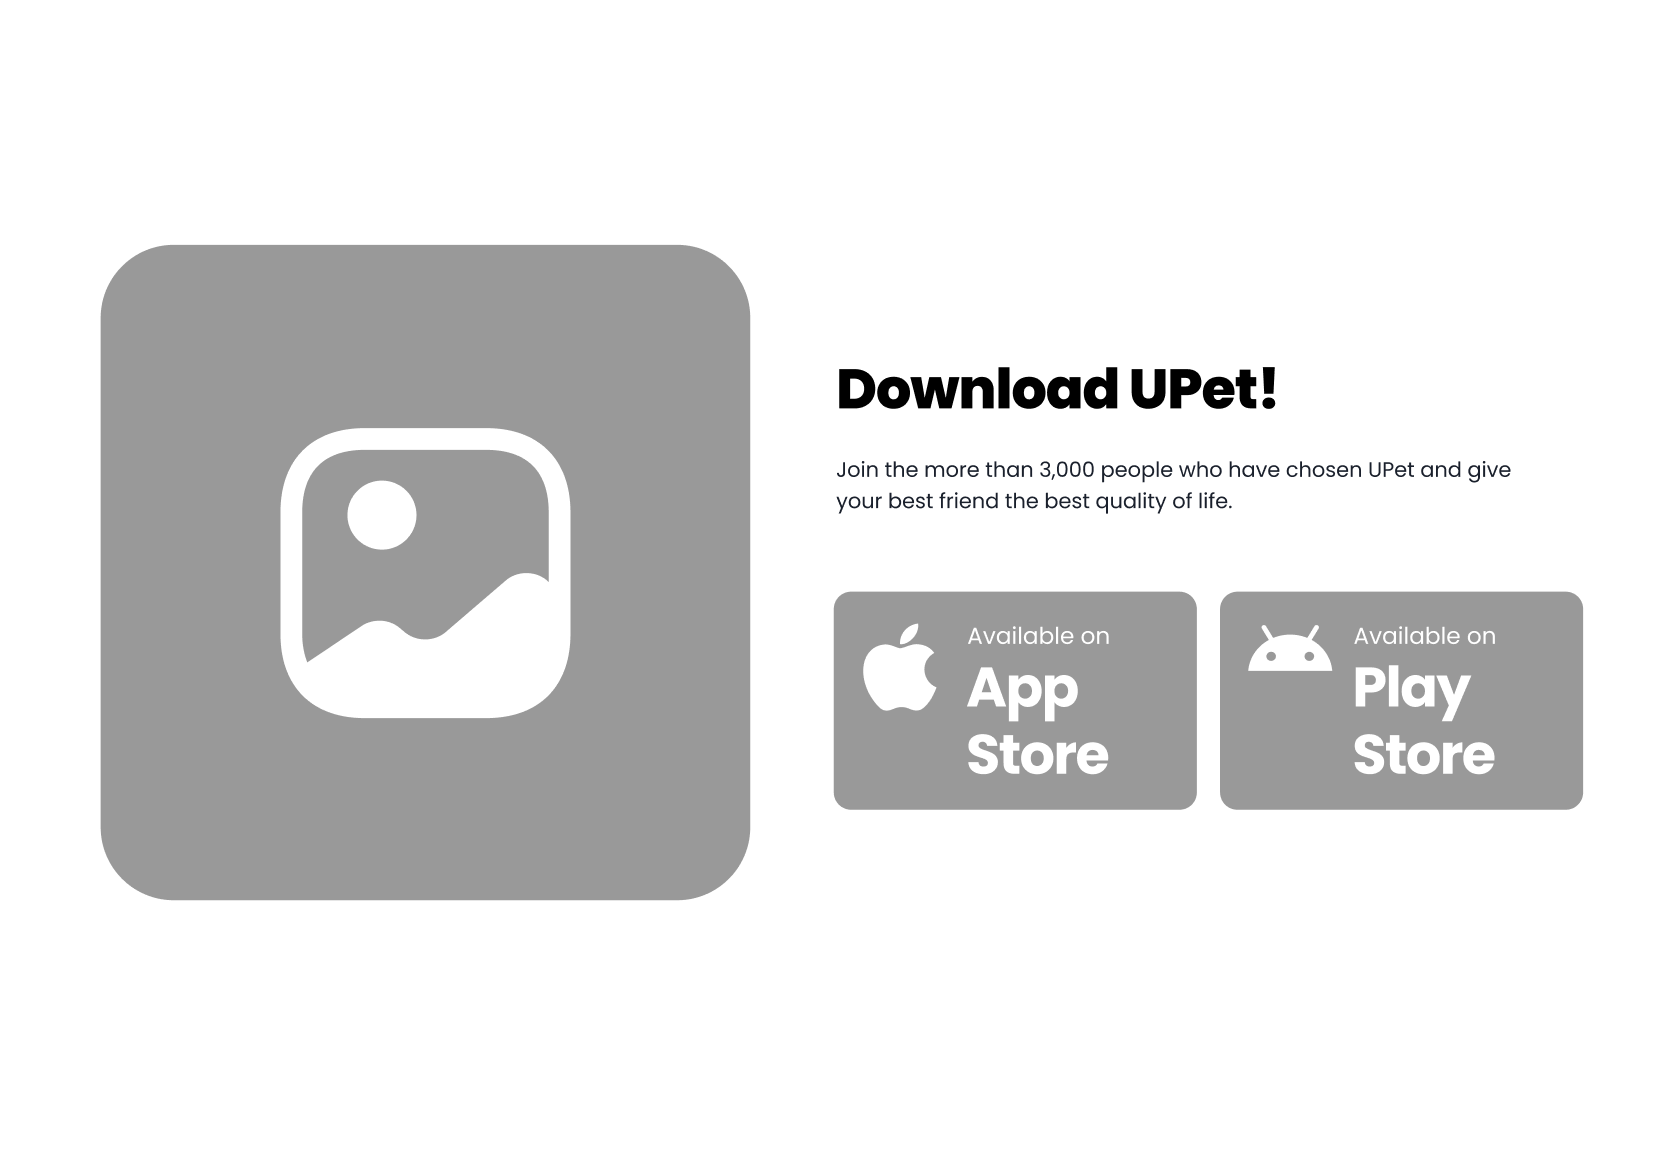 Download UPet!
Join the more than 3,000 people who have chosen UPet and give
your best friend the best quality of life.
Available on
App
Store
Available on
Play
Store